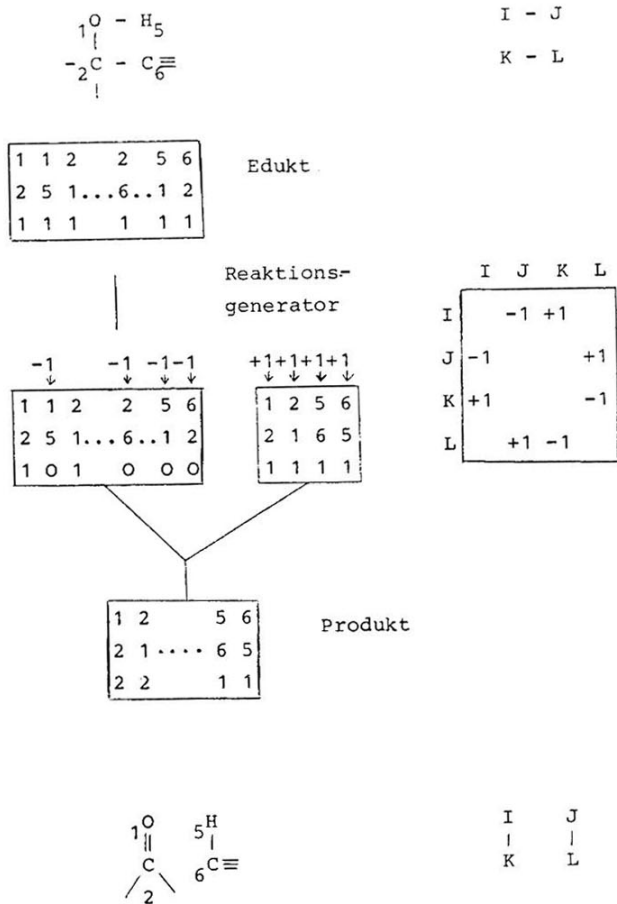 1O – H5 I – J
–2C – C6≡ K – L
Edukt
1 1 2 2 5 6
2 5 1...6..1 2
1 1 1 1 1 1
Reaktions-
generator
I J K L
I -1 +1
J -1 +1
K +1 -1
L +1 -1
-1 -1 -1-1 +1+1+1+1
1 1 2 2 5 6 1 2 5 6
2 5 1...6..1 2 2 1 6 5
1 0 1 0 0 0 1 1 1 1
Produkt
1 2 5 6
2 1 .... 6 5
2 2 1 1
1O 5H I J
C 6C≡ K L
2